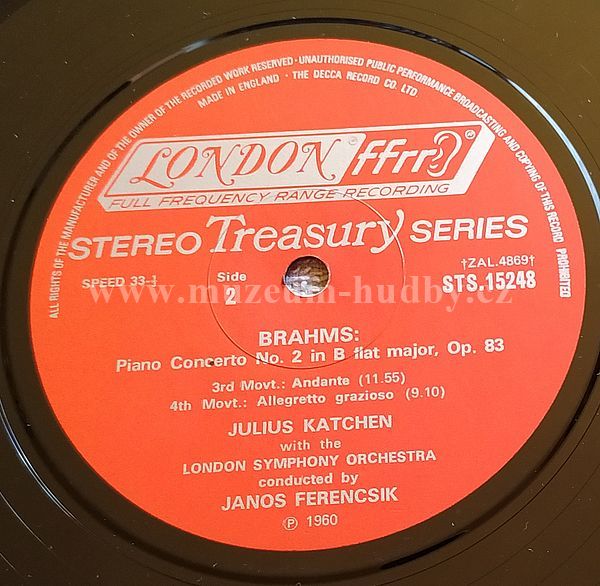 ALL RIGHTS OF THE MANUFACTURER AND OF THE OWNER OF THE RECORDED WORK RESERVED · UNAUTHORISED PUBLIC PERFORMANCE BROADCASTING AND COPYING OF THIS RECORD PROHIBITED
MADE IN ENGLAND · THE DECCA RECORD CO. LTD
LONDON ® ffrr ®
FULL FREQUENCY RANGE RECORDING
STEREO Treasury SERIES
SPEED 33⅓
Side
2
†ZAL.4869†
STS.15248
www.muzeum-hudby.cz
BRAHMS:
Piano Concerto No. 2 in B flat major, Op. 83
3rd Movt.: Andante (11.55)
4th Movt.: Allegretto grazioso (9.10)
JULIUS KATCHEN
with the
LONDON SYMPHONY ORCHESTRA
conducted by
JANOS FERENCSIK
Ⓟ 1960